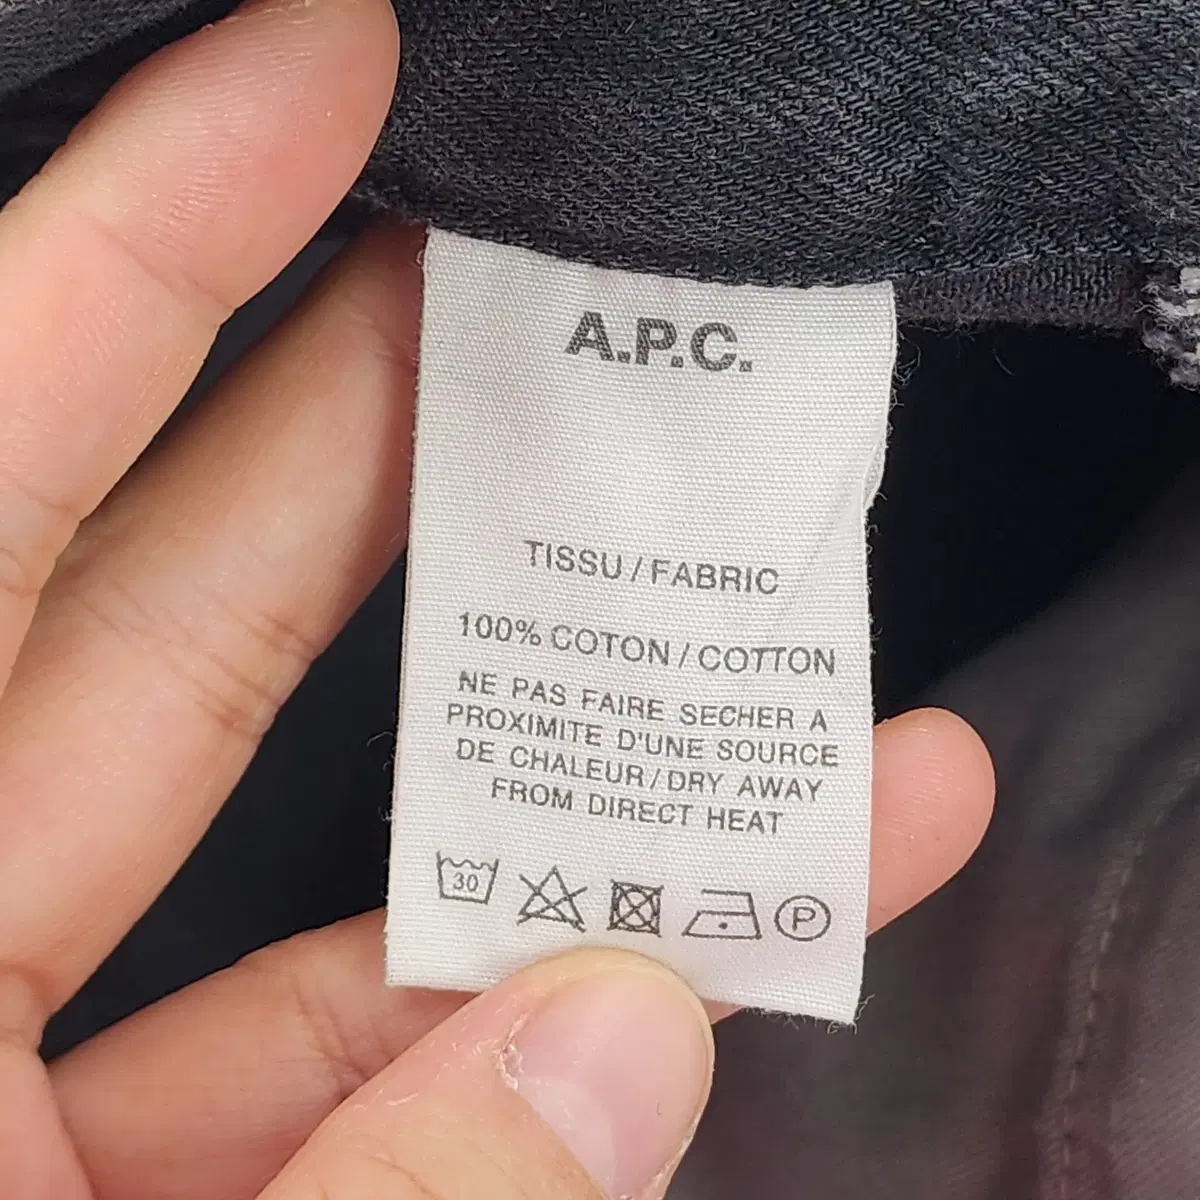 A.P.C.
TISSU / FABRIC
100% COTON / COTTON
NE PAS FAIRE SECHER A
PROXIMITE D'UNE SOURCE
DE CHALEUR / DRY AWAY
FROM DIRECT HEAT
30 P